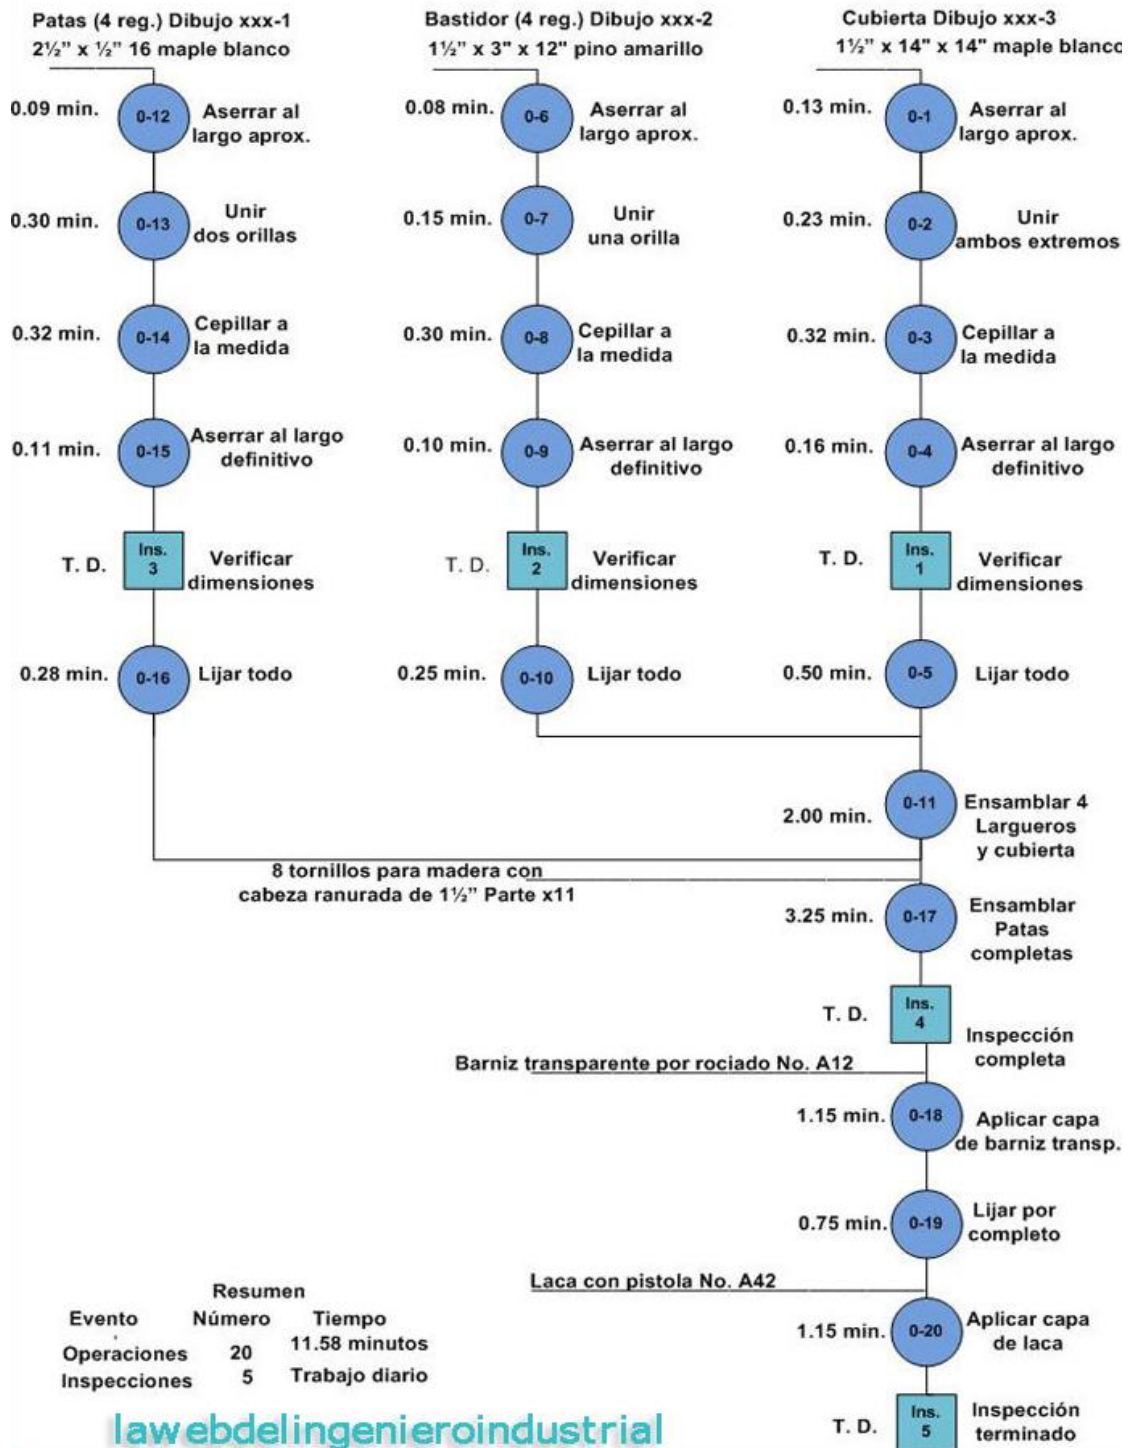 Patas (4 reg.) Dibujo xxx-1
2½” x ½” 16 maple blanco
0.09 min.
0-12
Aserrar al
largo aprox.
0.30 min.
0-13
Unir
dos orillas
0.32 min.
0-14
Cepillar a
la medida
0.11 min.
0-15
Aserrar al largo
definitivo
T. D.
Ins.
3
Verificar
dimensiones
0.28 min.
0-16
Lijar todo
Bastidor (4 reg.) Dibujo xxx-2
1½” x 3" x 12" pino amarillo
0.08 min.
0-6
Aserrar al
largo aprox.
0.15 min.
0-7
Unir
una orilla
0.30 min.
0-8
Cepillar a
la medida
0.10 min.
0-9
Aserrar al largo
definitivo
T. D.
Ins.
2
Verificar
dimensiones
0.25 min.
0-10
Lijar todo
Cubierta Dibujo xxx-3
1½” x 14" x 14" maple blanco
0.13 min.
0-1
Aserrar al
largo aprox.
0.23 min.
0-2
Unir
ambos extremos
0.32 min.
0-3
Cepillar a
la medida
0.16 min.
0-4
Aserrar al largo
definitivo
T. D.
Ins.
1
Verificar
dimensiones
0.50 min.
0-5
Lijar todo
2.00 min.
0-11
Ensamblar 4
Largueros
y cubierta
8 tornillos para madera con
cabeza ranurada de 1½” Parte x11
3.25 min.
0-17
Ensamblar
Patas
completas
T. D.
Ins.
4
Inspección
completa
Barniz transparente por rociado No. A12
1.15 min.
0-18
Aplicar capa
de barniz transp.
0.75 min.
0-19
Lijar por
completo
Laca con pistola No. A42
1.15 min.
0-20
Aplicar capa
de laca
T. D.
Ins.
5
Inspección
terminado
Resumen
Evento Número Tiempo
Operaciones 20 11.58 minutos
Inspecciones 5 Trabajo diario
lawebdelingenieroindustrial